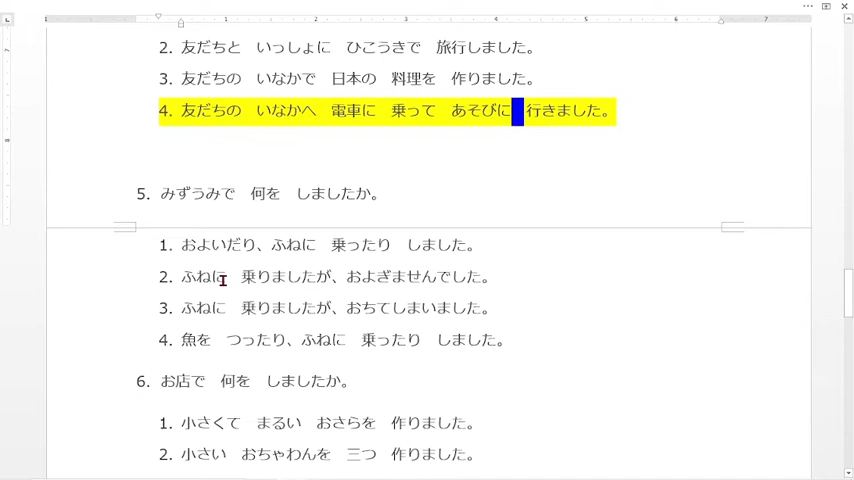 2. 友だちと　いっしょに　ひこうきで　旅行しました。
3. 友だちの　いなかで　日本の　料理を　作りました。
4. 友だちの　いなかへ　電車に　乗って　あそびに　行きました。
5. みずうみで　何を　しましたか。
1. およいだり、ふねに　乗ったり　しました。
2. ふねに　乗りましたが、およぎませんでした。
3. ふねに　乗りましたが、おちてしまいました。
4. 魚を　つったり、ふねに　乗ったり　しました。
6. お店で　何を　しましたか。
1. 小さくて　まるい　おさらを　作りました。
2. 小さい　おちゃわんを　三つ　作りました。